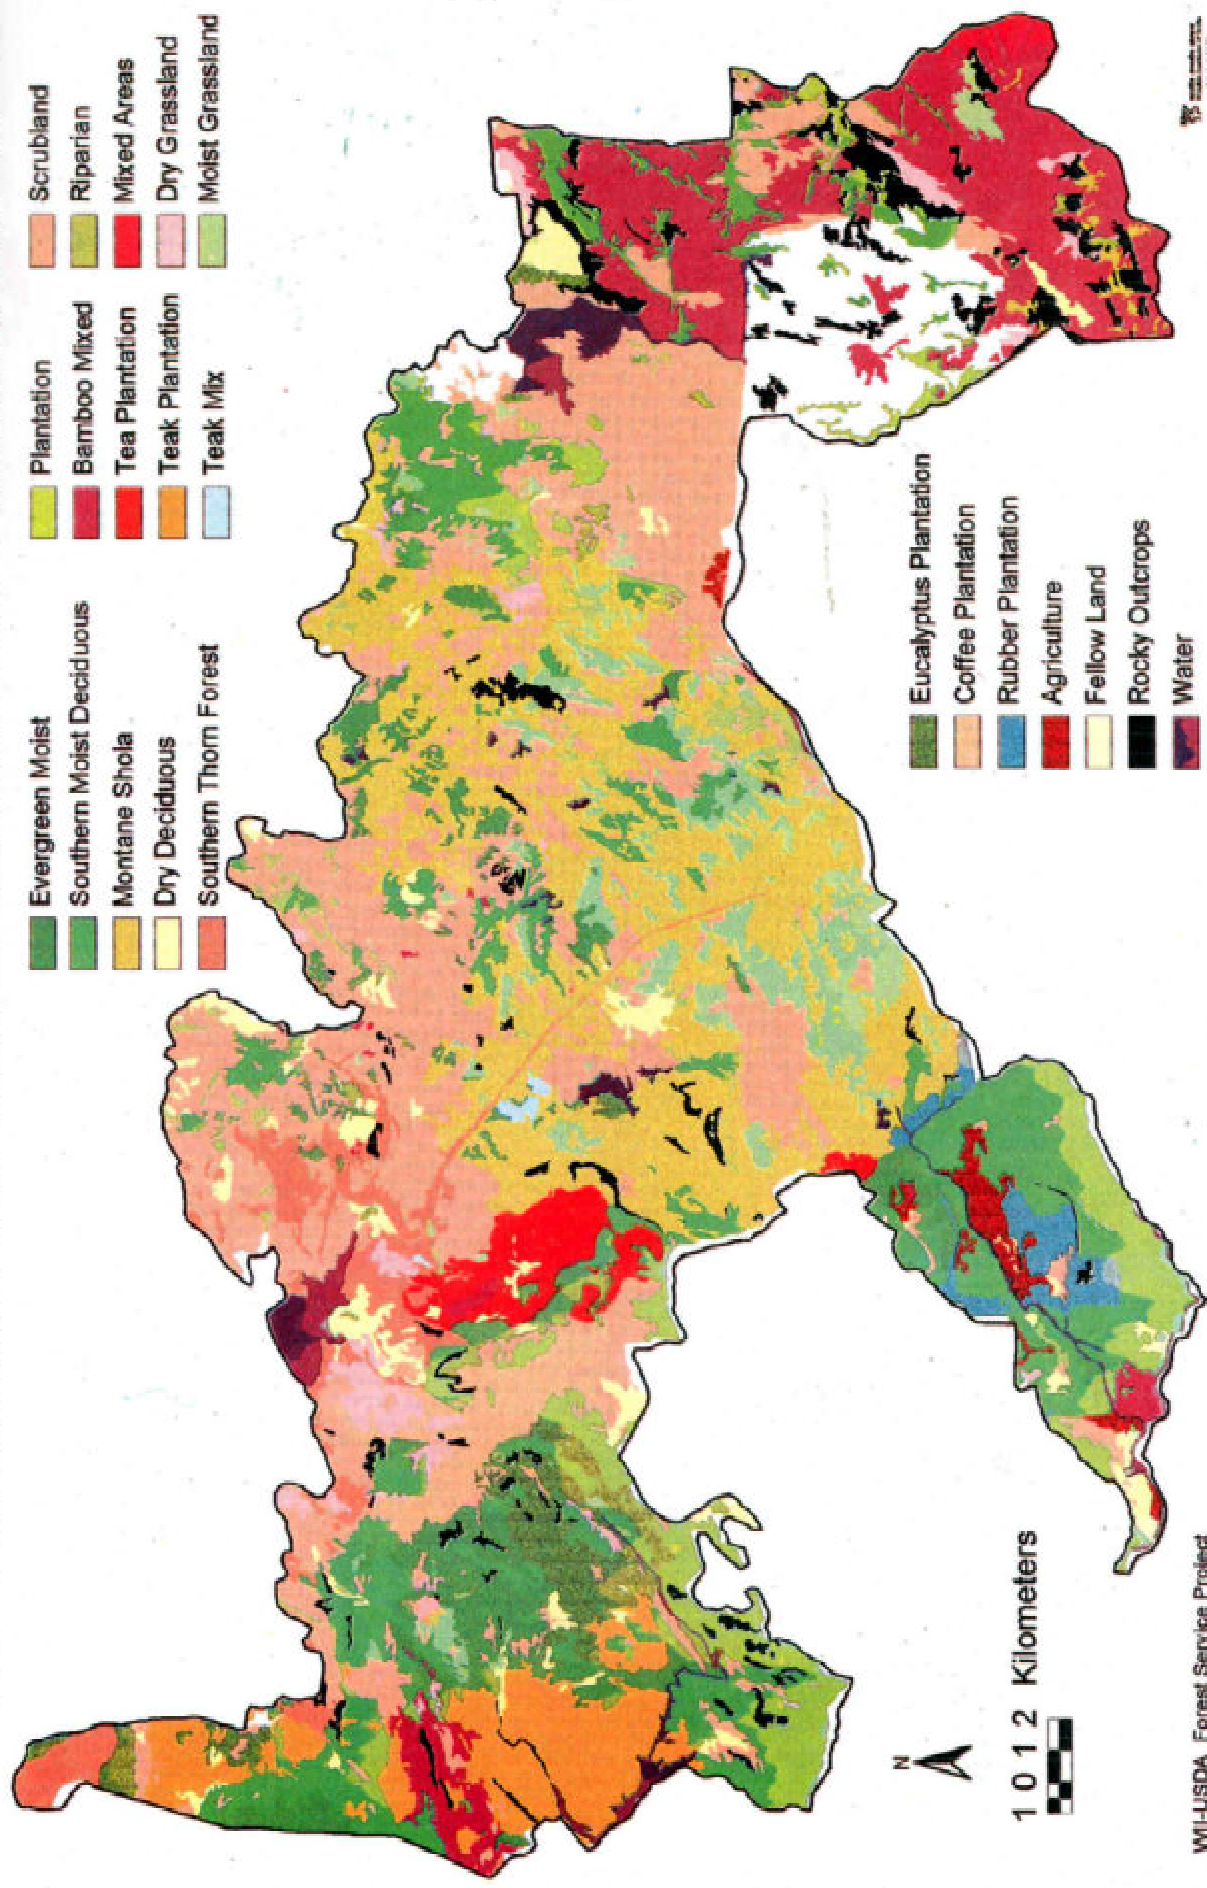 Evergreen Moist
Southern Moist Deciduous
Montane Shola
Dry Deciduous
Southern Thorn Forest
Plantation
Bamboo Mixed
Tea Plantation
Teak Plantation
Teak Mix
Scrubland
Riparian
Mixed Areas
Dry Grassland
Moist Grassland
Eucalyptus Plantation
Coffee Plantation
Rubber Plantation
Agriculture
Fellow Land
Rocky Outcrops
Water
N
1 0 1 2 Kilometers
WII-USDA Forest Service Project